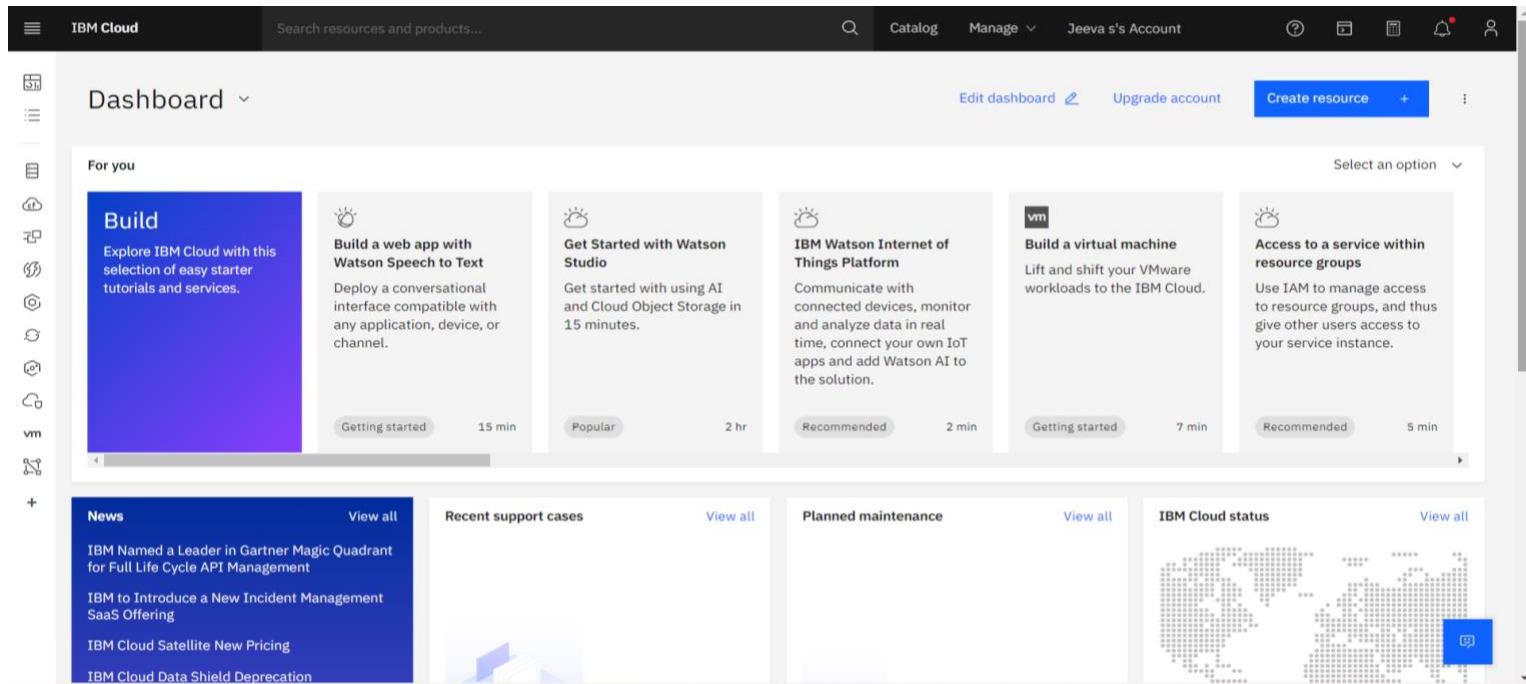 IBM Cloud
Search resources and products...
Catalog
Manage
Jeeva s's Account
Dashboard
Edit dashboard
Upgrade account
Create resource +
For you
Select an option
Build
Explore IBM Cloud with this
selection of easy starter
tutorials and services.
Build a web app with
Watson Speech to Text
Deploy a conversational
interface compatible with
any application, device, or
channel.
Getting started
15 min
Get Started with Watson
Studio
Get started with using AI
and Cloud Object Storage in
15 minutes.
Popular
2 hr
IBM Watson Internet of
Things Platform
Communicate with
connected devices, monitor
and analyze data in real
time, connect your own IoT
apps and add Watson AI to
the solution.
Recommended
2 min
vm
Build a virtual machine
Lift and shift your VMware
workloads to the IBM Cloud.
Getting started
7 min
Access to a service within
resource groups
Use IAM to manage access
to resource groups, and thus
give other users access to
your service instance.
Recommended
5 min
vm
+
News
View all
IBM Named a Leader in Gartner Magic Quadrant
for Full Life Cycle API Management
IBM to Introduce a New Incident Management
SaaS Offering
IBM Cloud Satellite New Pricing
IBM Cloud Data Shield Deprecation
Recent support cases
View all
Planned maintenance
View all
IBM Cloud status
View all